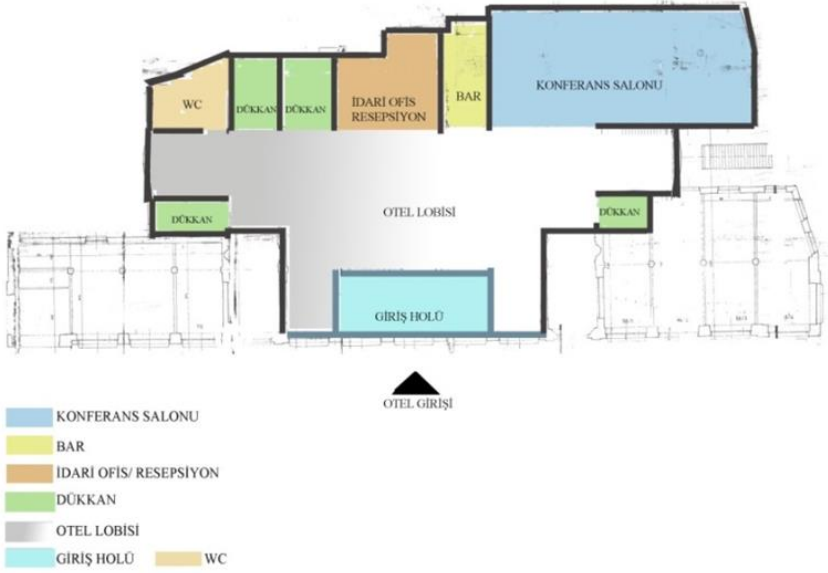 KONFERANS SALONU
WC
DÜKKAN
DÜKKAN
İDARİ OFİS
RESEPSİYON
BAR
DÜKKAN
OTEL LOBİSİ
DÜKKAN
GİRİŞ HOLÜ
OTEL GİRİŞİ
KONFERANS SALONU
BAR
İDARİ OFİS/ RESEPSİYON
DÜKKAN
OTEL LOBİSİ
GİRİŞ HOLÜ
WC